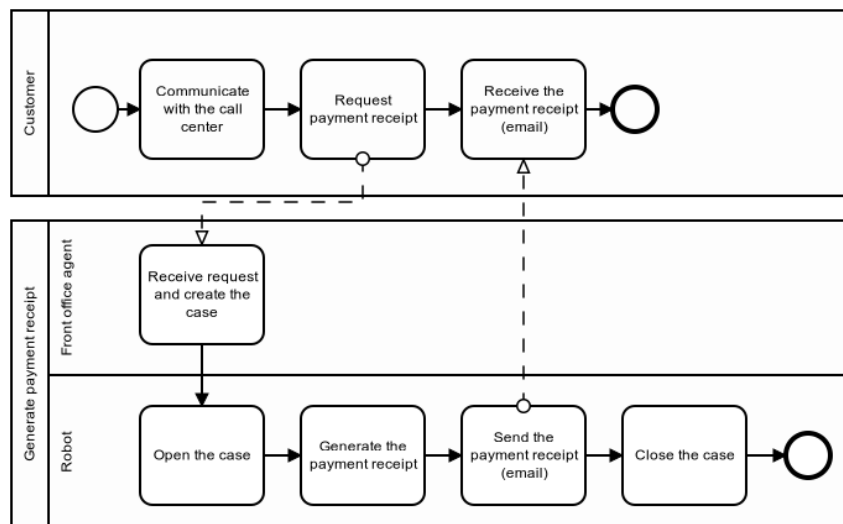 Customer
Communicate
with the call
center
Request
payment receipt
Receive the
payment receipt
(email)
Generate payment receipt
Front office agent
Receive request
and create the
case
Robot
Open the case
Generate the
payment receipt
Send the
payment receipt
(email)
Close the case